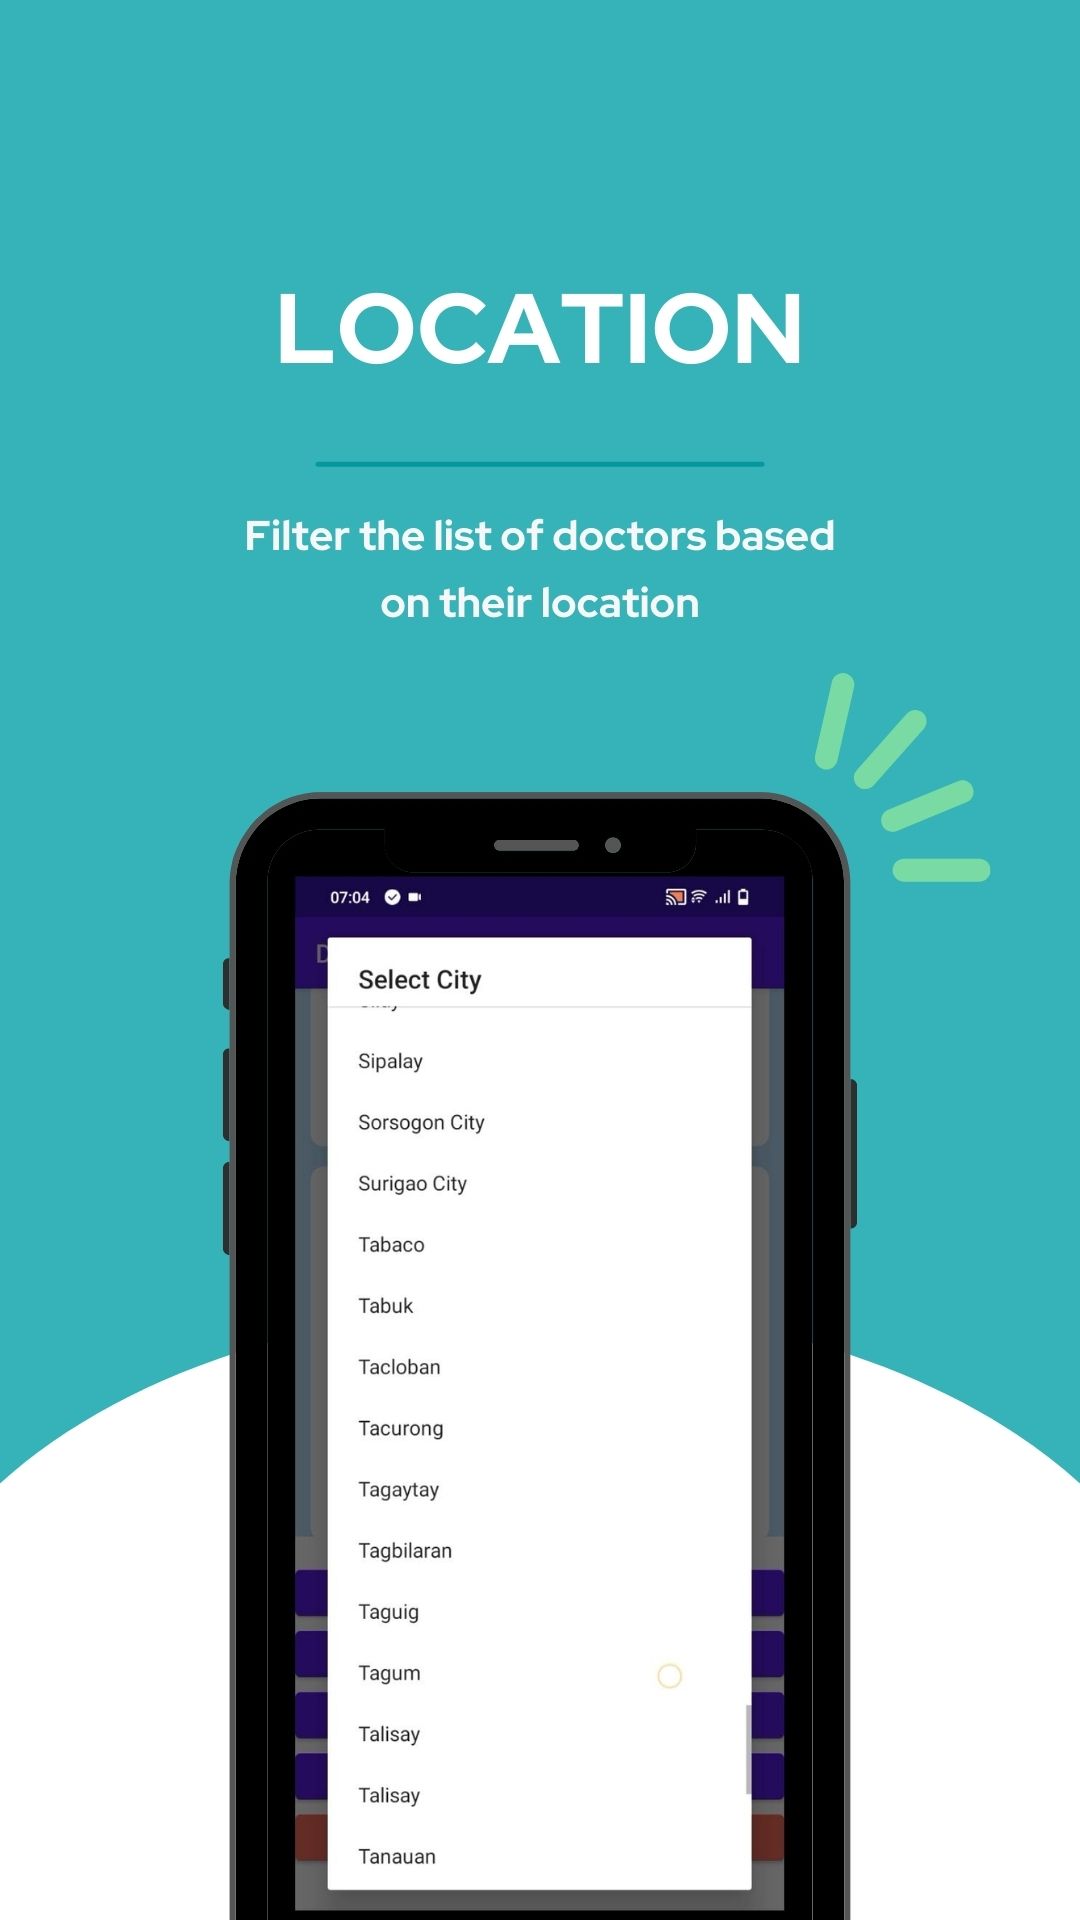 LOCATION
Filter the list of doctors based
on their location
07:04
D
Select City
Sipalay
Sorsogon City
Surigao City
Tabaco
Tabuk
Tacloban
Tacurong
Tagaytay
Tagbilaran
Taguig
Tagum
Talisay
Talisay
Tanauan